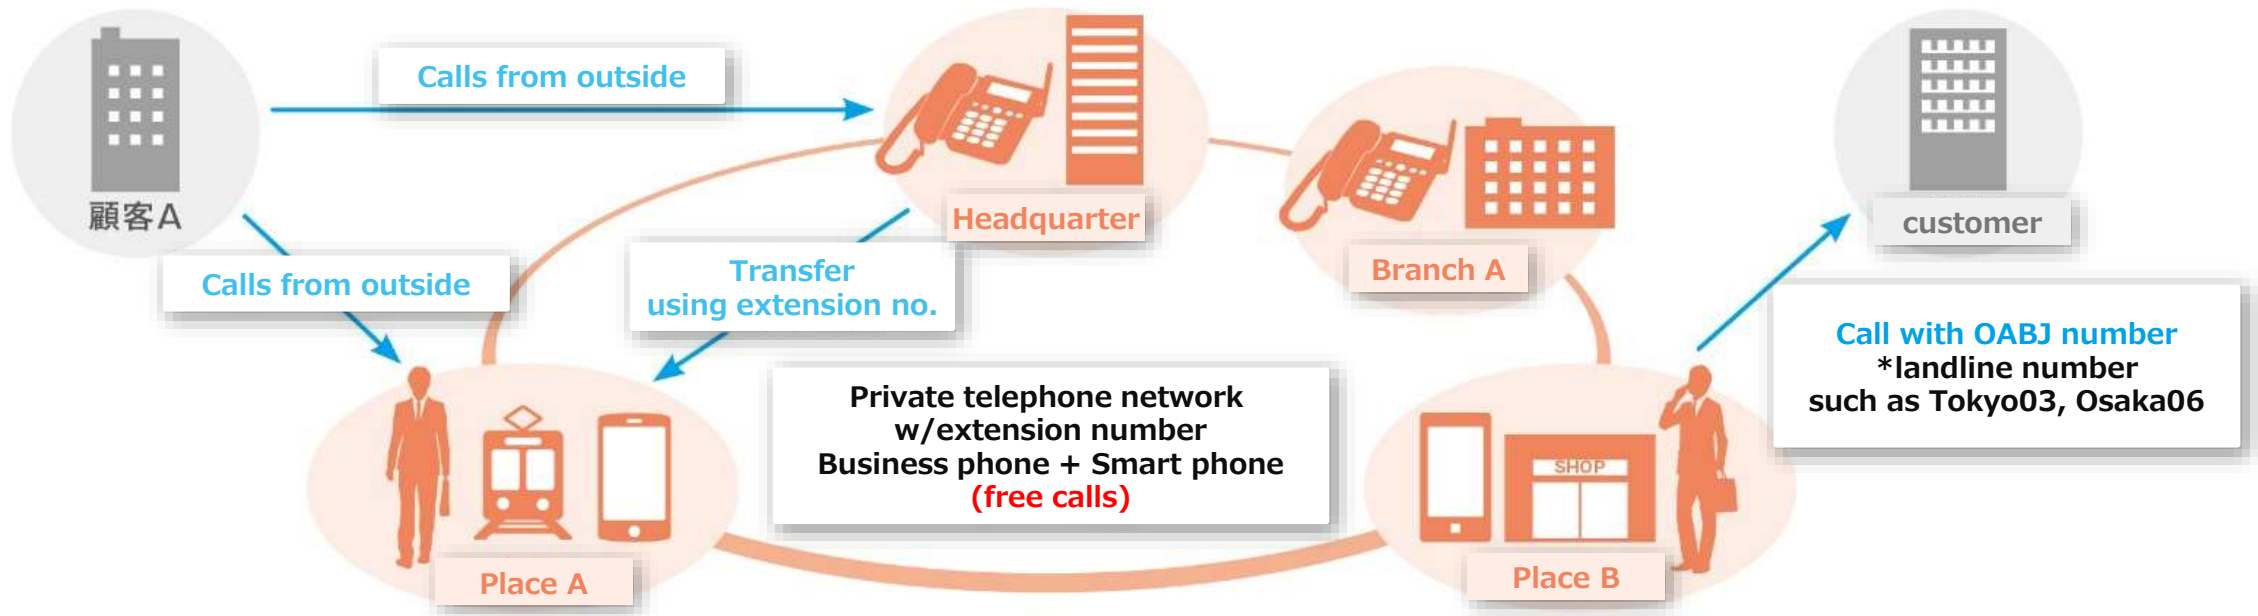 Calls from outside
顧客A
Calls from outside
Headquarter
Transfer
using extension no.
Branch A
customer
Call with OABJ number
*landline number
such as Tokyo03, Osaka06
Private telephone network
w/extension number
Business phone + Smart phone
(free calls)
SHOP
Place A
Place B